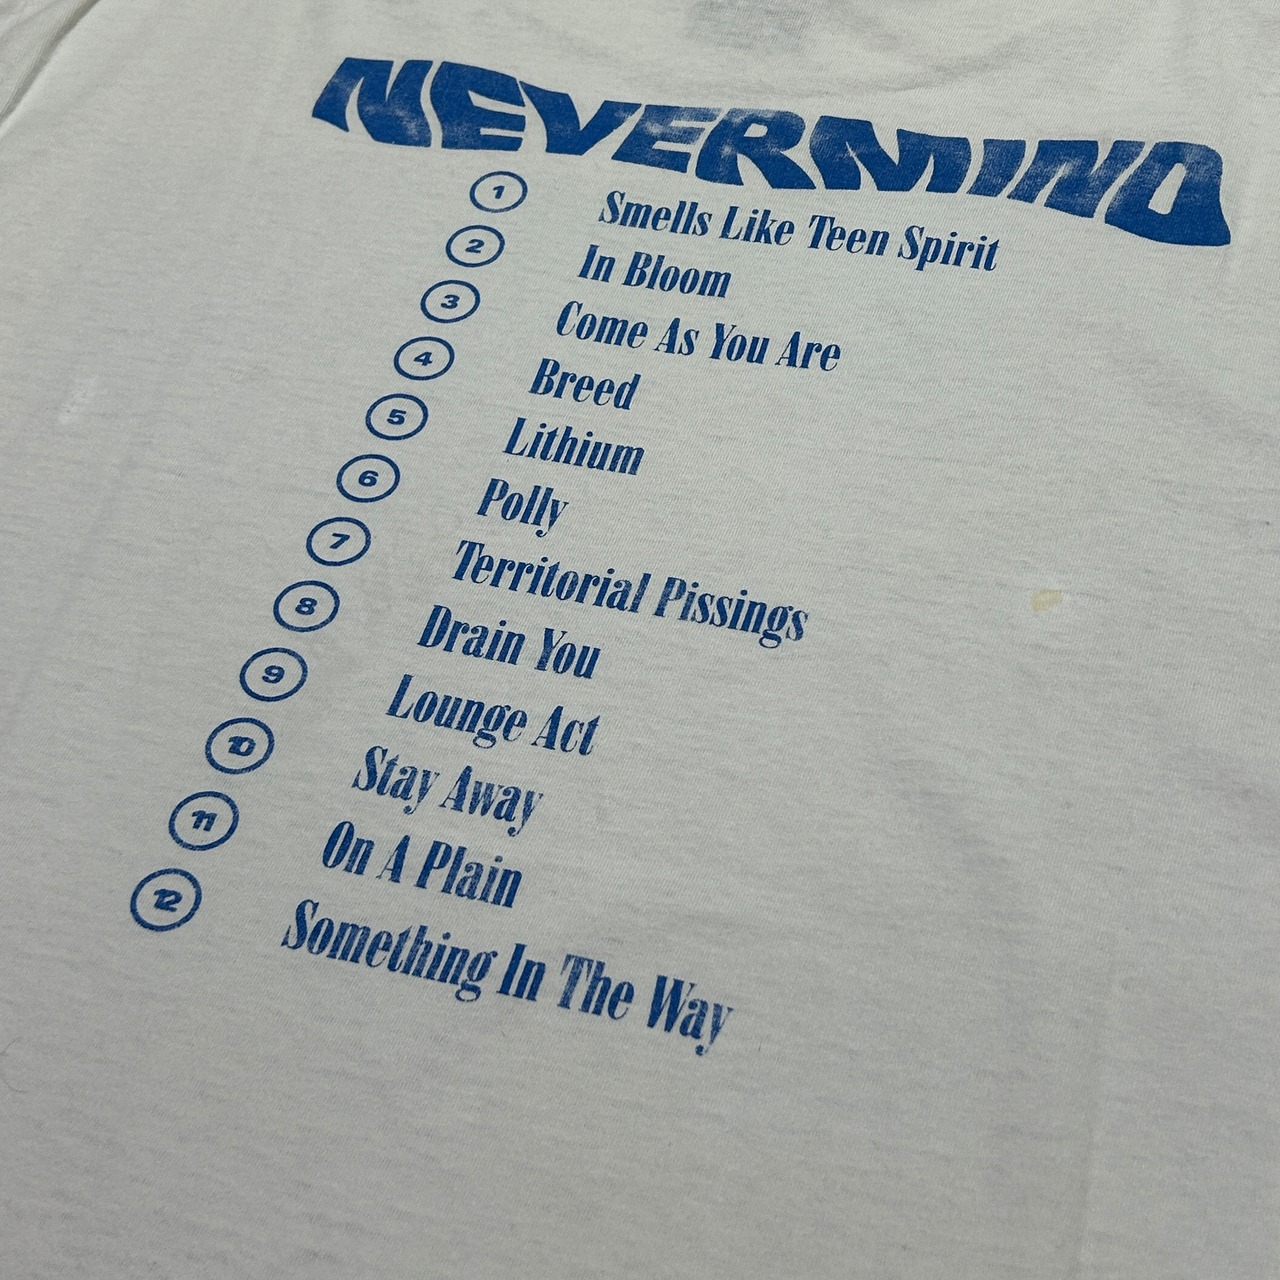 NEVERMIND
1 Smells Like Teen Spirit
2 In Bloom
3 Come As You Are
4 Breed
5 Lithium
6 Polly
7 Territorial Pissings
8 Drain You
9 Lounge Act
10 Stay Away
11 On A Plain
12 Something In The Way